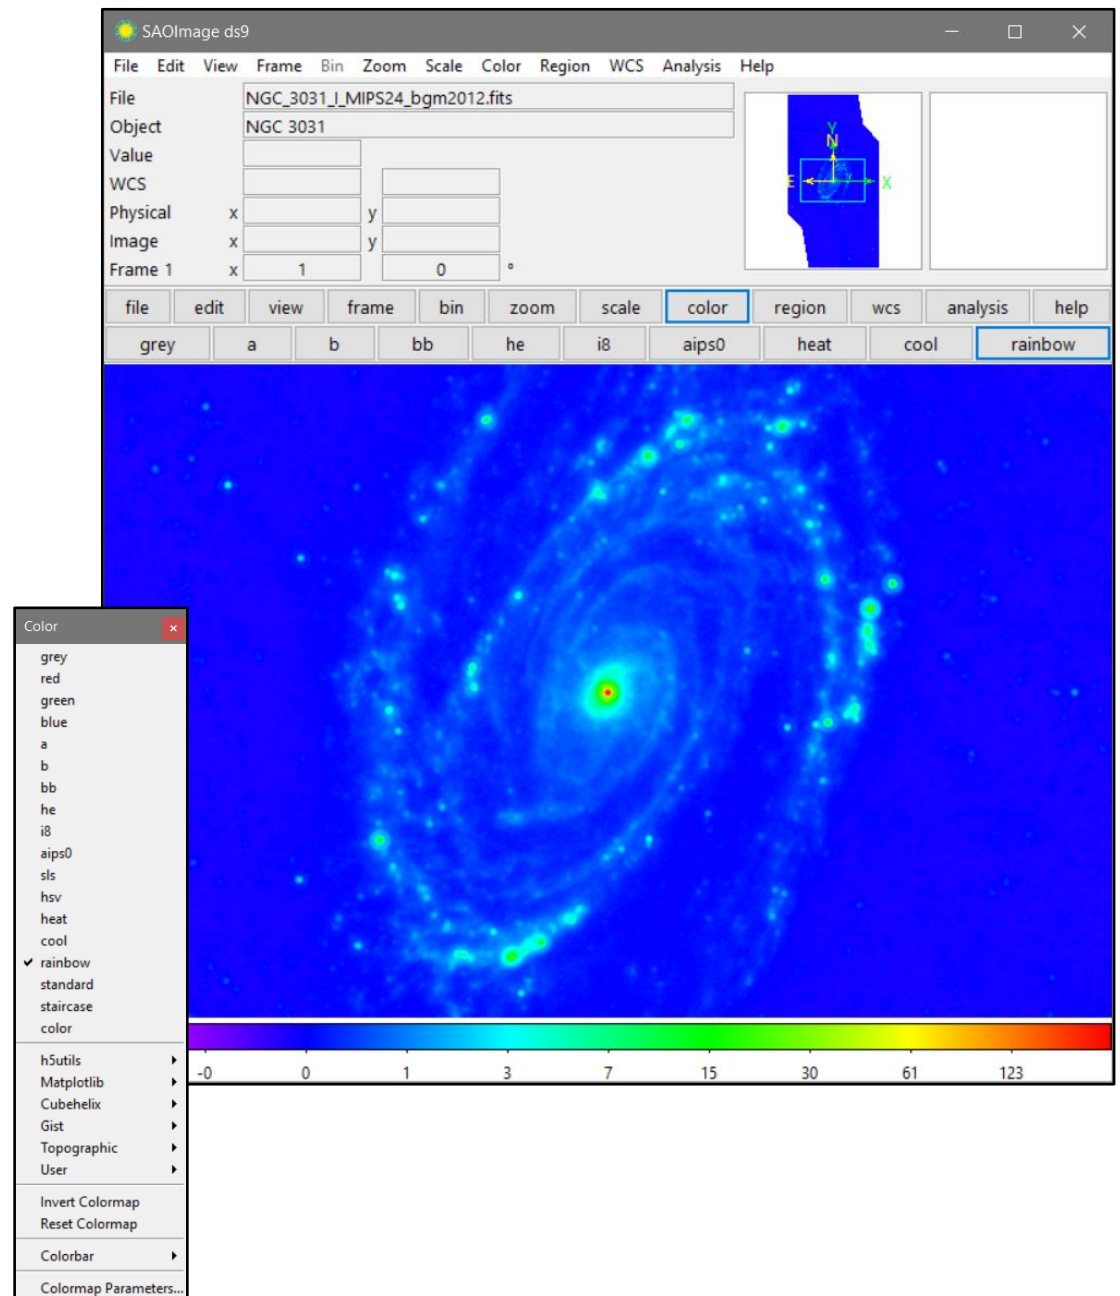 SAOImage ds9
File Edit View Frame Bin Zoom Scale Color Region WCS Analysis Help
File NGC_3031_I_MIPS24_bgm2012.fits
Object NGC 3031
Value
WCS
Physical x y
Image x y
Frame 1 x 1 0 °
Y
N
E X
file edit view frame bin zoom scale color region wcs analysis help
grey a b bb he i8 aips0 heat cool rainbow
Color
grey
red
green
blue
a
b
bb
he
i8
aips0
sls
hsv
heat
cool
rainbow
standard
staircase
color
h5utils
Matplotlib
Cubehelix
Gist
Topographic
User
Invert Colormap
Reset Colormap
Colorbar
Colormap Parameters...
-0 0 1 3 7 15 30 61 123